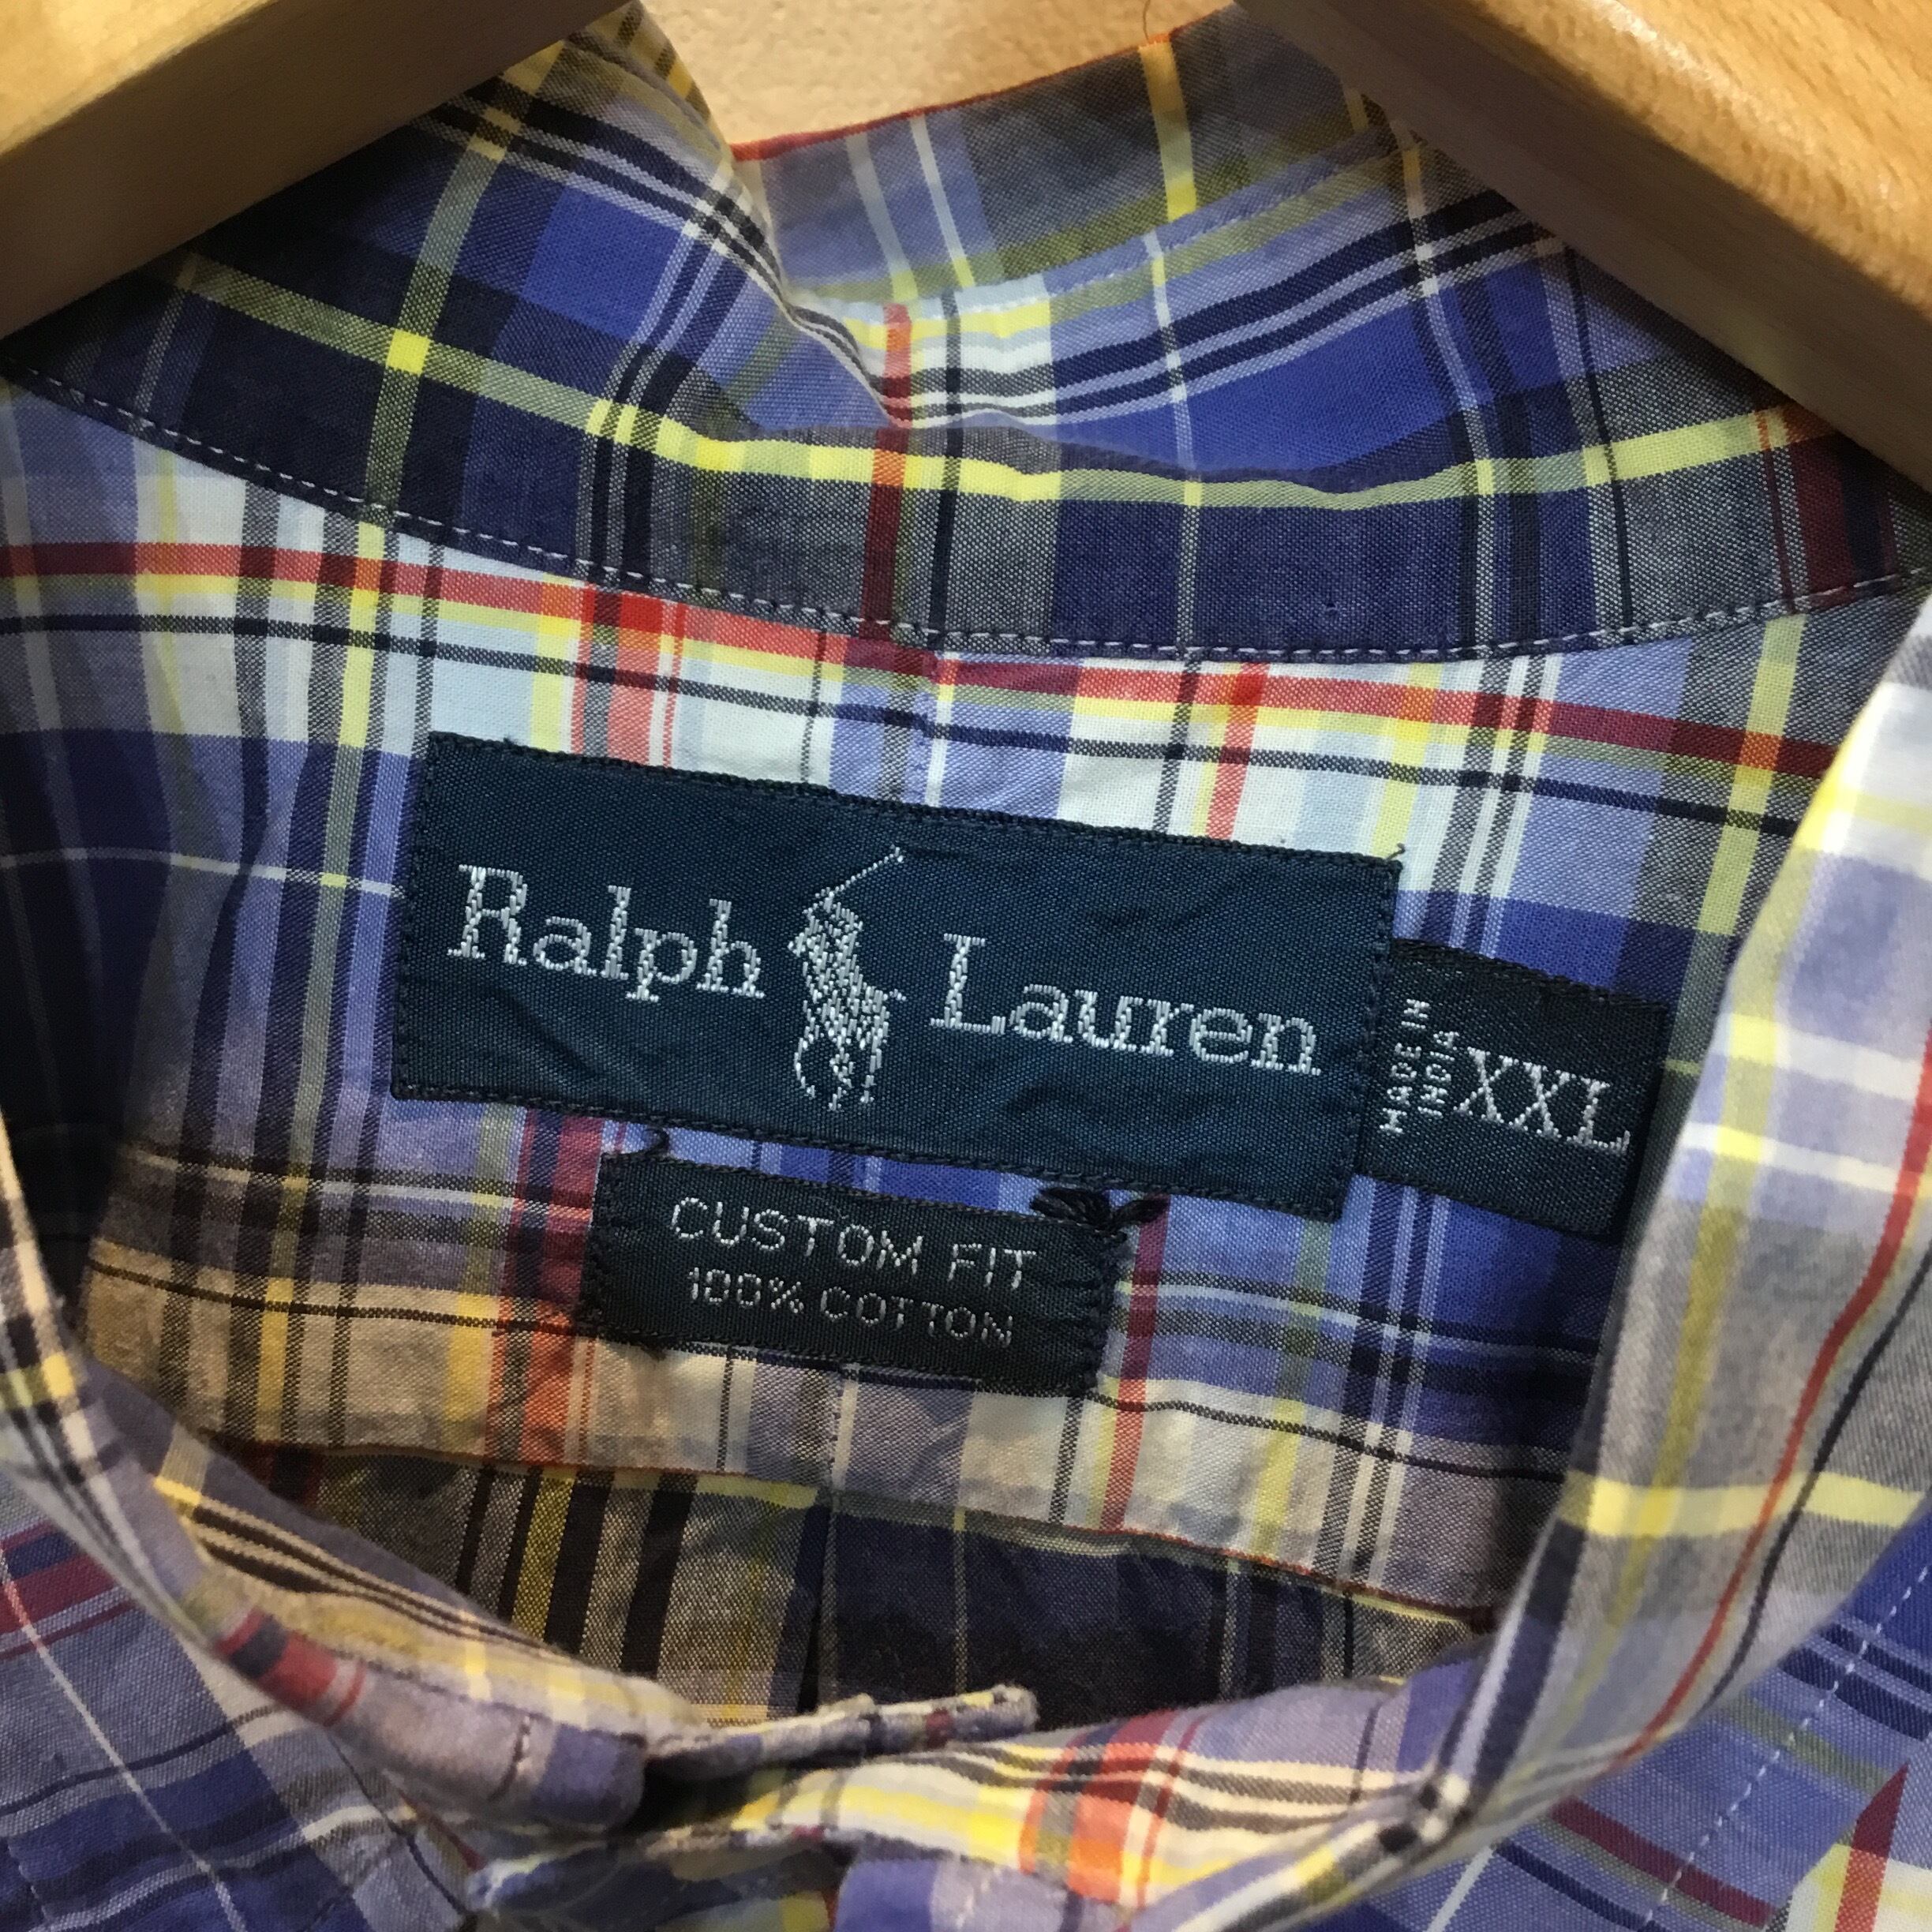 Ralph Lauren
MADE IN
INDIA
XXL
CUSTOM FIT
100% COTTON